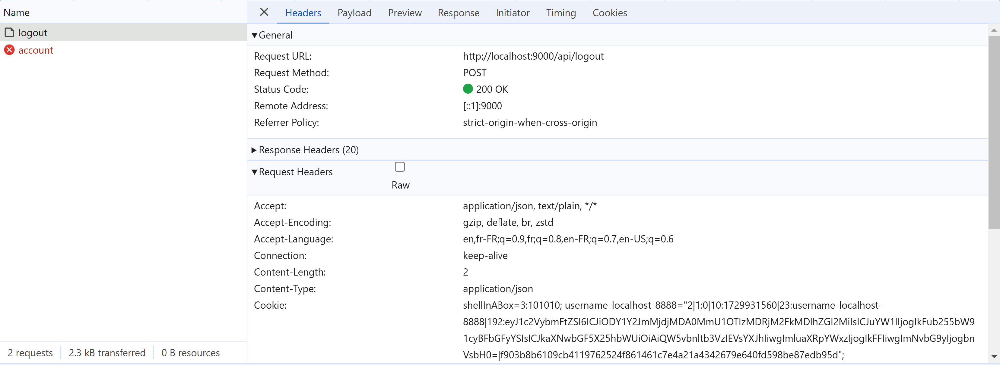 Name
logout
account
2 requests
2.3 kB transferred
0 B resources
Headers
Payload
Preview
Response
Initiator
Timing
Cookies
General
Request URL: http://localhost:9000/api/logout
Request Method: POST
Status Code: 200 OK
Remote Address: [::1]:9000
Referrer Policy: strict-origin-when-cross-origin
Response Headers (20)
Request Headers
Raw
Accept: application/json, text/plain, */*
Accept-Encoding: gzip, deflate, br, zstd
Accept-Language: en,fr-FR;q=0.9,fr;q=0.8,en-FR;q=0.7,en-US;q=0.6
Connection: keep-alive
Content-Length: 2
Content-Type: application/json
Cookie: shellInABox=3:101010; username-localhost-8888="2|1:0|10:1729931560|23:username-localhost-
8888|192:eyJ1c2VybmFtZSI6ICJiODY1Y2JmMjdjMDA0MmU1OTIzMDRjM2FkMDlhZGI2MiIsICJuYW1lIjogIkFub255bW9
1cyBFbGFyYSIsICJkaXNwbGF5X25hbWUiOiAiQW5vbnltb3VzIEVsYXJhIiwgImluaXRpYWxzIjogIkFFIiwgImNvbG9yIjogbn
VsbH0=|f903b8b6109cb4119762524f861461c7e4a21a4342679e640fd598be87edb95d";